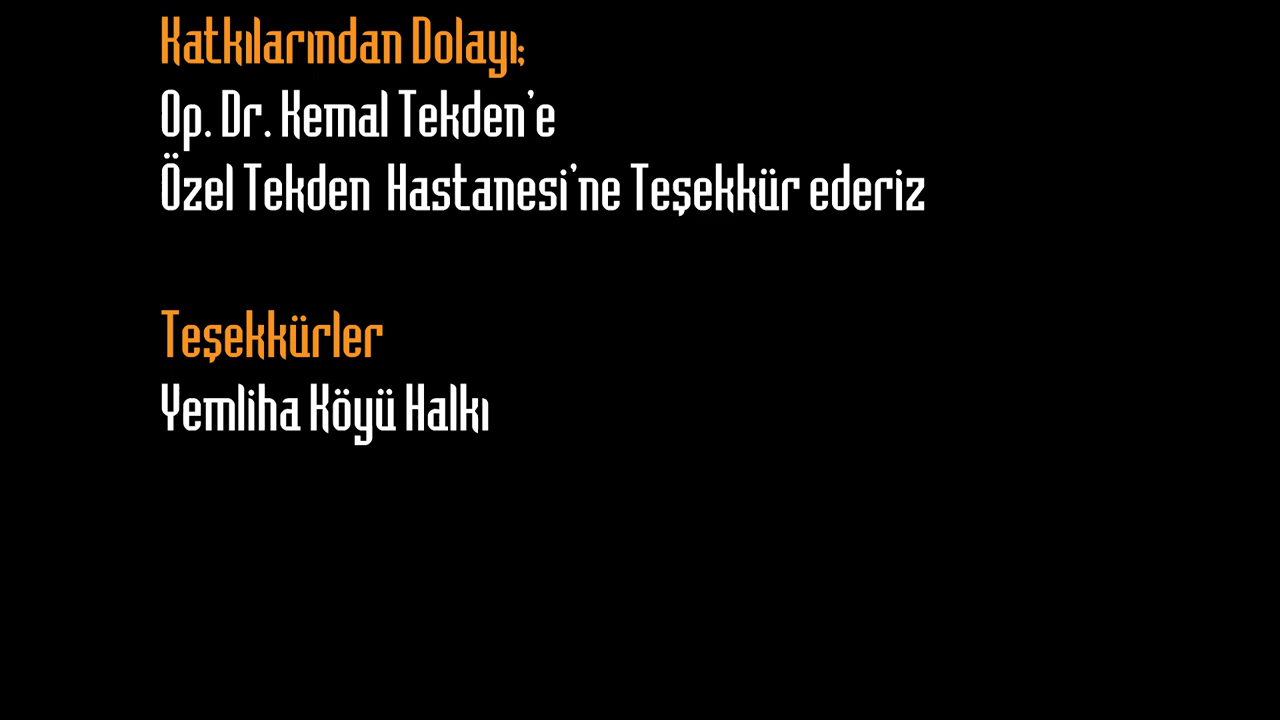 Katkılarından Dolayı;
Op. Dr. Kemal Tekden'e
Özel Tekden Hastanesi'ne Teşekkür ederiz
Teşekkürler
Yemliha Köyü Halkı